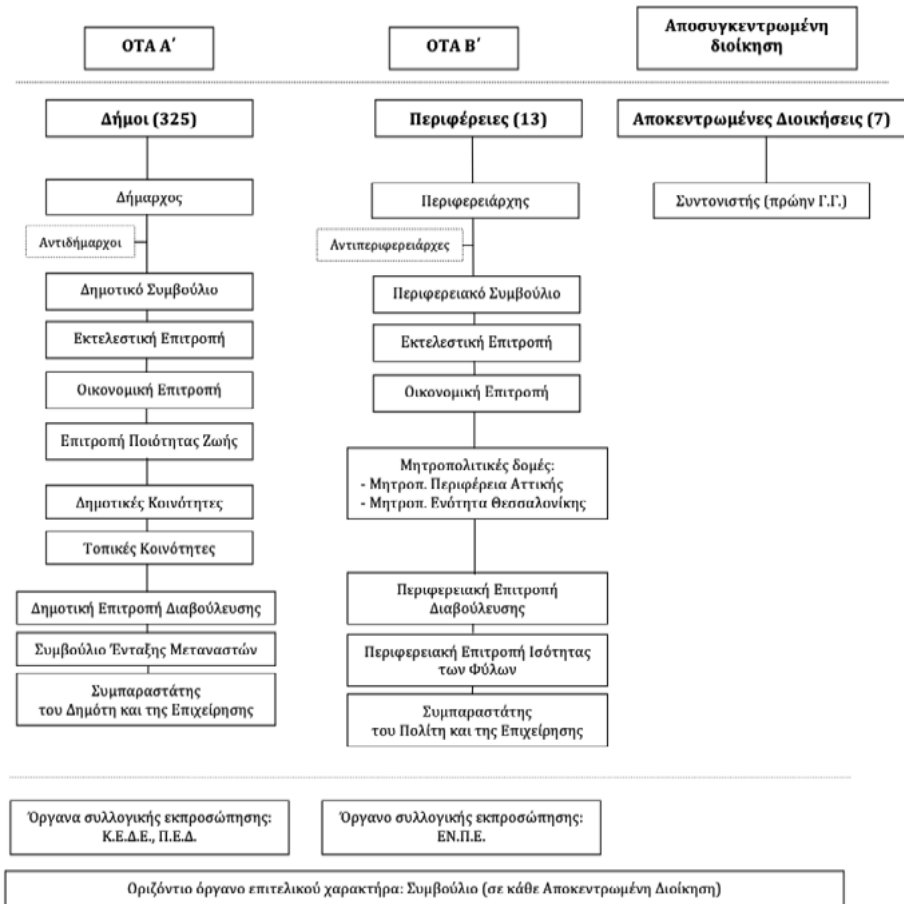 ΟΤΑ Α΄
ΟΤΑ Β΄
Αποσυγκεντρωμένη
διοίκηση
Δήμοι (325)
Περιφέρειες (13)
Αποκεντρωμένες Διοικήσεις (7)
Δήμαρχος
Περιφερειάρχης
Συντονιστής (πρώην Γ.Γ.)
Αντιδήμαρχοι
Αντιπεριφερειάρχες
Δημοτικό Συμβούλιο
Εκτελεστική Επιτροπή
Οικονομική Επιτροπή
Επιτροπή Ποιότητας Ζωής
Δημοτικές Κοινότητες
Τοπικές Κοινότητες
Δημοτική Επιτροπή Διαβούλευσης
Συμβούλιο Ένταξης Μεταναστών
Συμπαραστάτης
του Δημότη και της Επιχείρησης
Περιφερειακό Συμβούλιο
Εκτελεστική Επιτροπή
Οικονομική Επιτροπή
Μητροπολιτικές δομές:
- Μητροπ. Περιφέρεια Αττικής
- Μητροπ. Ενότητα Θεσσαλονίκης
Περιφερειακή Επιτροπή
Διαβούλευσης
Περιφερειακή Επιτροπή Ισότητας
των Φύλων
Συμπαραστάτης
του Πολίτη και της Επιχείρησης
Όργανα συλλογικής εκπροσώπησης:
Κ.Ε.Δ.Ε., Π.Ε.Δ.
Όργανο συλλογικής εκπροσώπησης:
ΕΝ.Π.Ε.
Οριζόντιο όργανο επιτελικού χαρακτήρα: Συμβούλιο (σε κάθε Αποκεντρωμένη Διοίκηση)